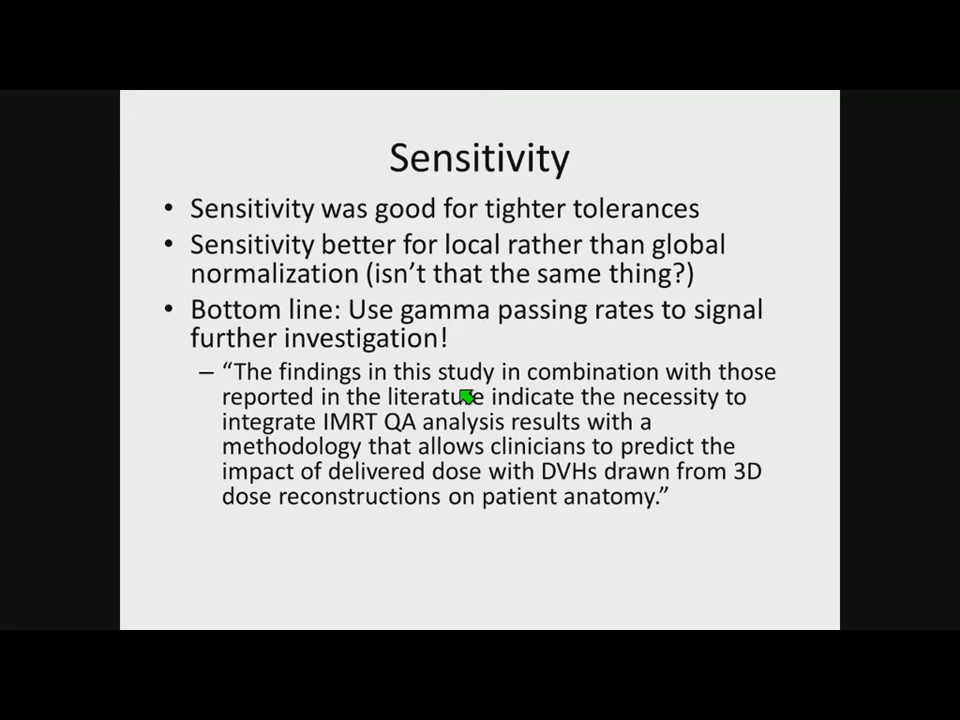 Sensitivity
• Sensitivity was good for tighter tolerances
• Sensitivity better for local rather than global
normalization (isn’t that the same thing?)
• Bottom line: Use gamma passing rates to signal
further investigation!
– “The findings in this study in combination with those
reported in the literature indicate the necessity to
integrate IMRT QA analysis results with a
methodology that allows clinicians to predict the
impact of delivered dose with DVHs drawn from 3D
dose reconstructions on patient anatomy.”